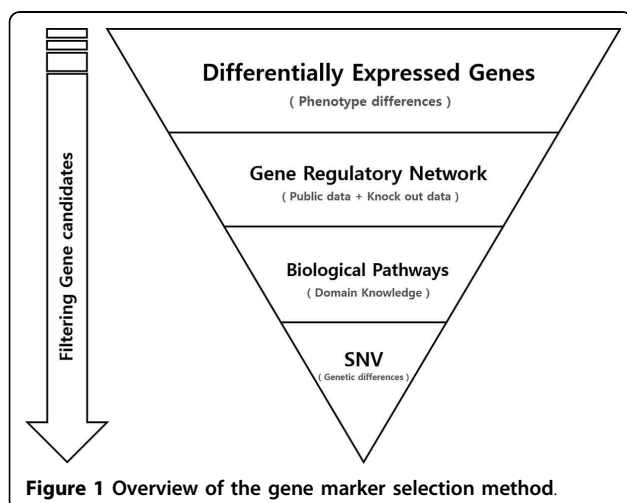 Filtering Gene candidates
Differentially Expressed Genes
( Phenotype differences )
Gene Regulatory Network
( Public data + Knock out data )
Biological Pathways
( Domain Knowledge )
SNV
( Genetic differences )
Figure 1 Overview of the gene marker selection method.